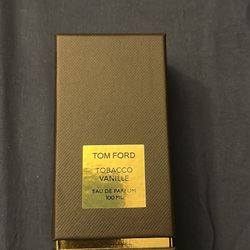 TOM FORD
TOBACCO
VANILLE
EAU DE PARFUM
100 ML